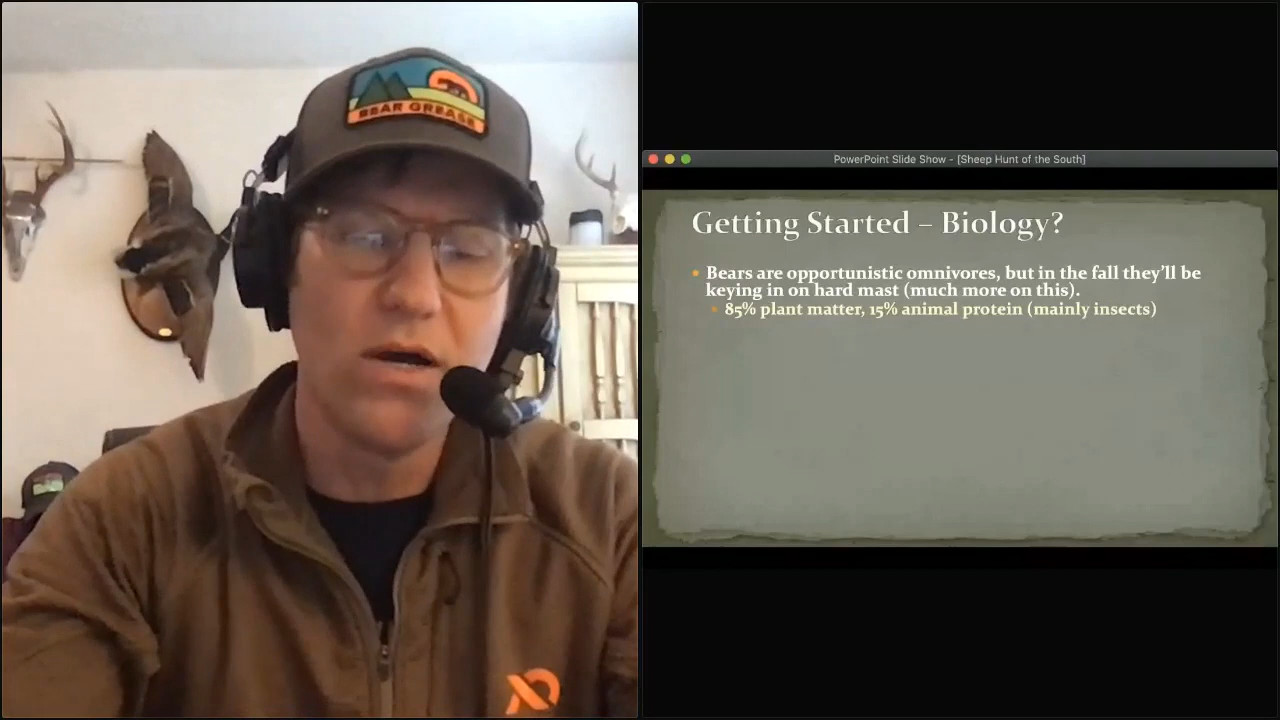 BEAR GREASE
PowerPoint Slide Show - [Sheep Hunt of the South]
Getting Started – Biology?
Bears are opportunistic omnivores, but in the fall they'll be
keying in on hard mast (much more on this).
85% plant matter, 15% animal protein (mainly insects)